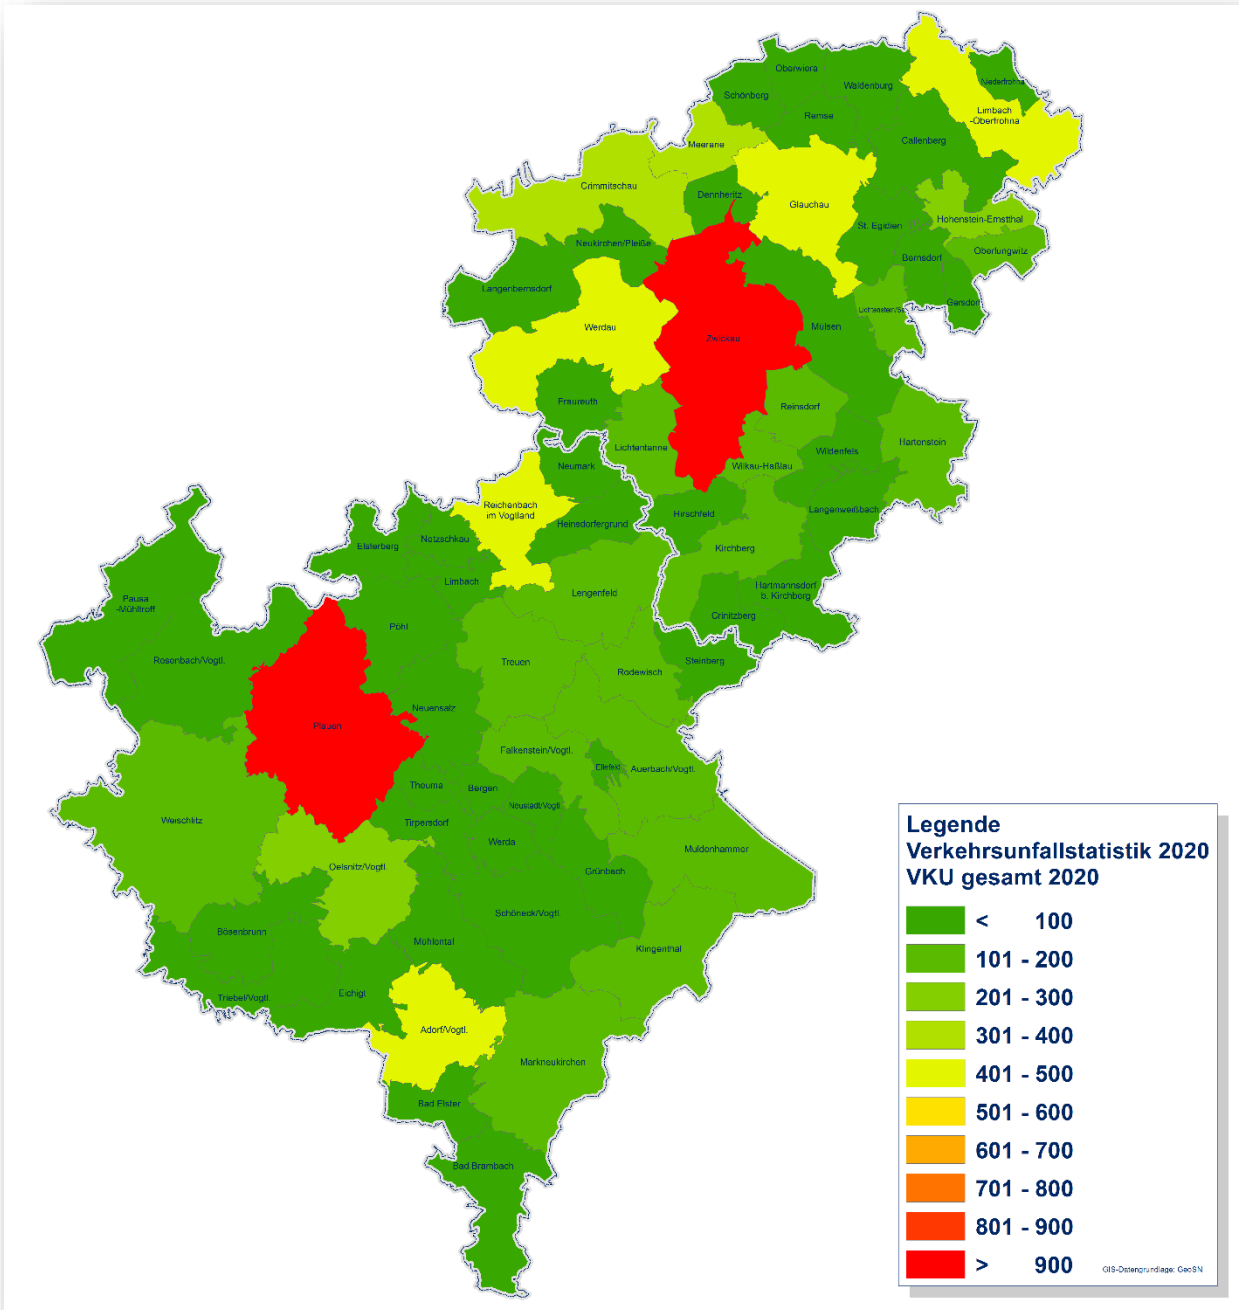 Oberwiera
Schönberg
Waldenburg
Remse
Niederfrohna
Limbach
-Oberfrohna
Callenberg
Meerane
Crimmitschau
Dennheritz
Glauchau
St. Egidien
Hohenstein-Ernstthal
Oberlungwitz
Bernsdorf
Gersdorf
Neukirchen/Pleiße
Langenbernsdorf
Werdau
Zwickau
Mülsen
Fraureuth
Reinsdorf
Lichtentanne
Wilkau-Haßlau
Wildenfels
Hartenstein
Neumark
Reichenbach
im Vogtland
Heinsdorfergrund
Hirschfeld
Langenweißbach
Kirchberg
Elsterberg
Netzschkau
Limbach
Lengenfeld
Hartmannsdorf
b. Kirchberg
Crinitzberg
Pausa
-Mühltroff
Pöhl
Rosenbach/Vogtl.
Treuen
Rodewisch
Steinberg
Neuensalz
Plauen
Falkenstein/Vogtl.
Ellefeld
Auerbach/Vogtl.
Theuma
Bergen
Neustadt/Vogtl.
Weischlitz
Tirpersdorf
Werda
Muldenhammer
Oelsnitz/Vogtl.
Grünbach
Schöneck/Vogtl.
Bösenbrunn
Mühlental
Klingenthal
Triebel/Vogtl.
Eichigt
Adorf/Vogtl.
Markneukirchen
Bad Elster
Bad Brambach
Legende
Verkehrsunfallstatistik 2020
VKU gesamt 2020
< 100
101 - 200
201 - 300
301 - 400
401 - 500
501 - 600
601 - 700
701 - 800
801 - 900
> 900
GIS-Datengrundlage: GeoSN